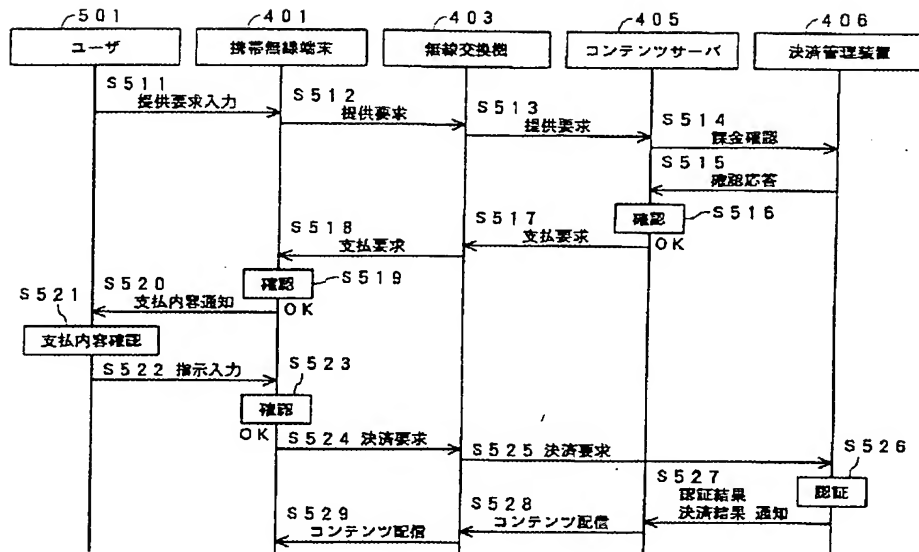 501
401
403
405
406
ユーザ
携帯無線端末
無線交換機
コンテンツサーバ
決済管理装置
S511
提供要求入力
S512
提供要求
S513
提供要求
S514
課金確認
S515
確認応答
確認
S516
OK
S517
支払要求
S518
支払要求
確認
S519
OK
S520
支払内容通知
S521
支払内容確認
S522 指示入力
S523
確認
OK
S524 決済要求
S525 決済要求
S526
認証
S527
認証結果
決済結果 通知
S528
コンテンツ配信
S529
コンテンツ配信